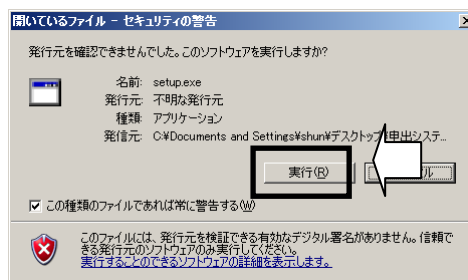 開いているファイル - セキュリティの警告
発行元を確認できませんでした。このソフトウェアを実行しますか?
名前: setup.exe
発行元: 不明な発行元
種類: アプリケーション
発信元: C:¥Documents and Settings¥shun¥デスクトップ¥申出システ...
実行(R)
この種類のファイルであれば常に警告する(W)
このファイルには、発行元を検証できる有効なデジタル署名がありません。信頼で
きる発行元のソフトウェアのみ実行してください。
実行することのできるソフトウェアの詳細を表示します。